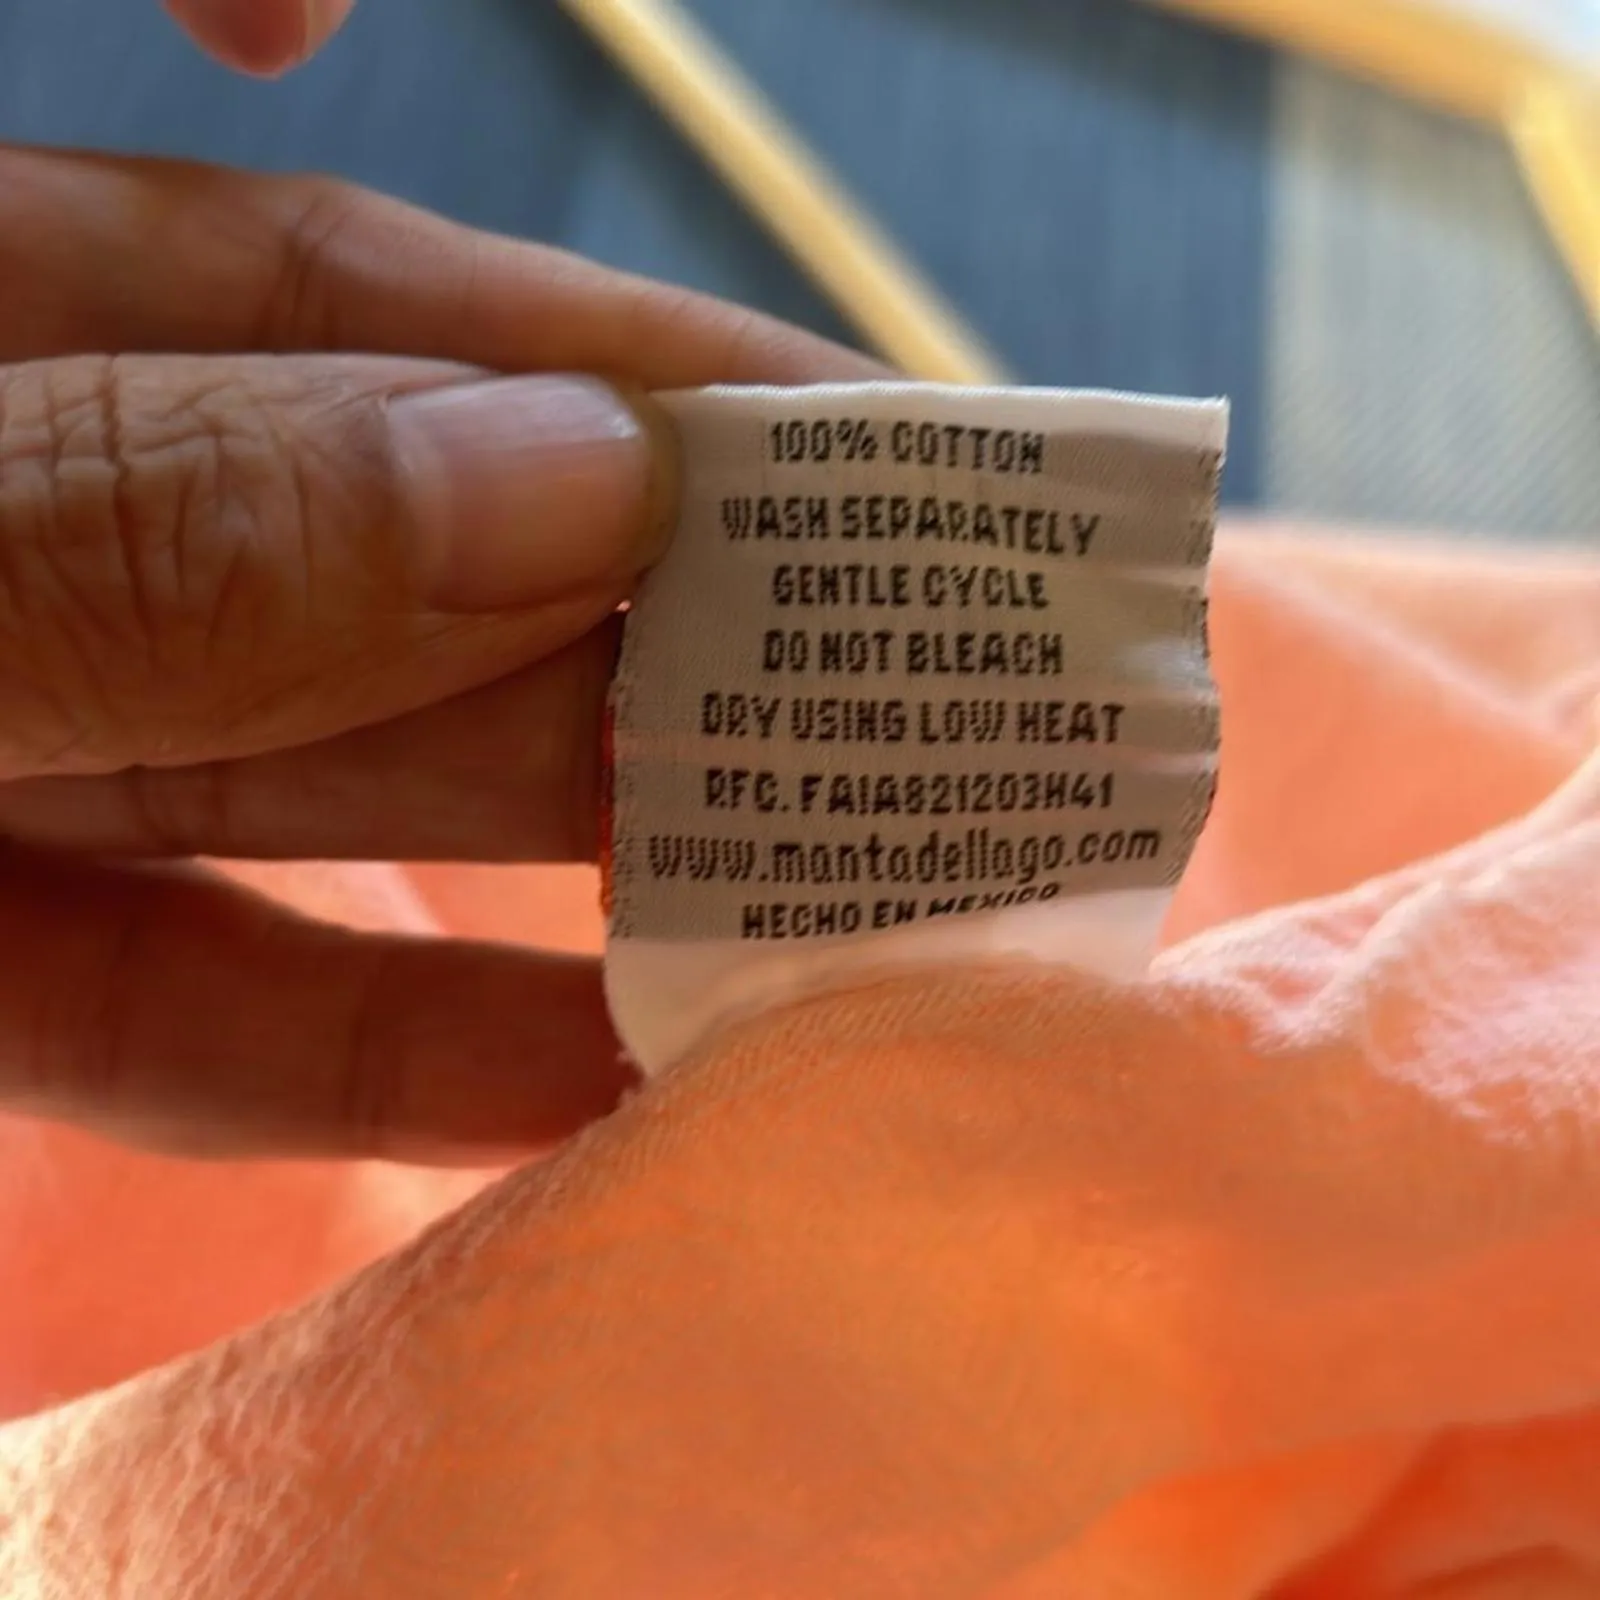 100% COTTON
WASH SEPARATELY
GENTLE CYCLE
DO NOT BLEACH
DRY USING LOW HEAT
RFC. FAIA821203H41
www.mantadellago.com
HECHO EN MEXICO